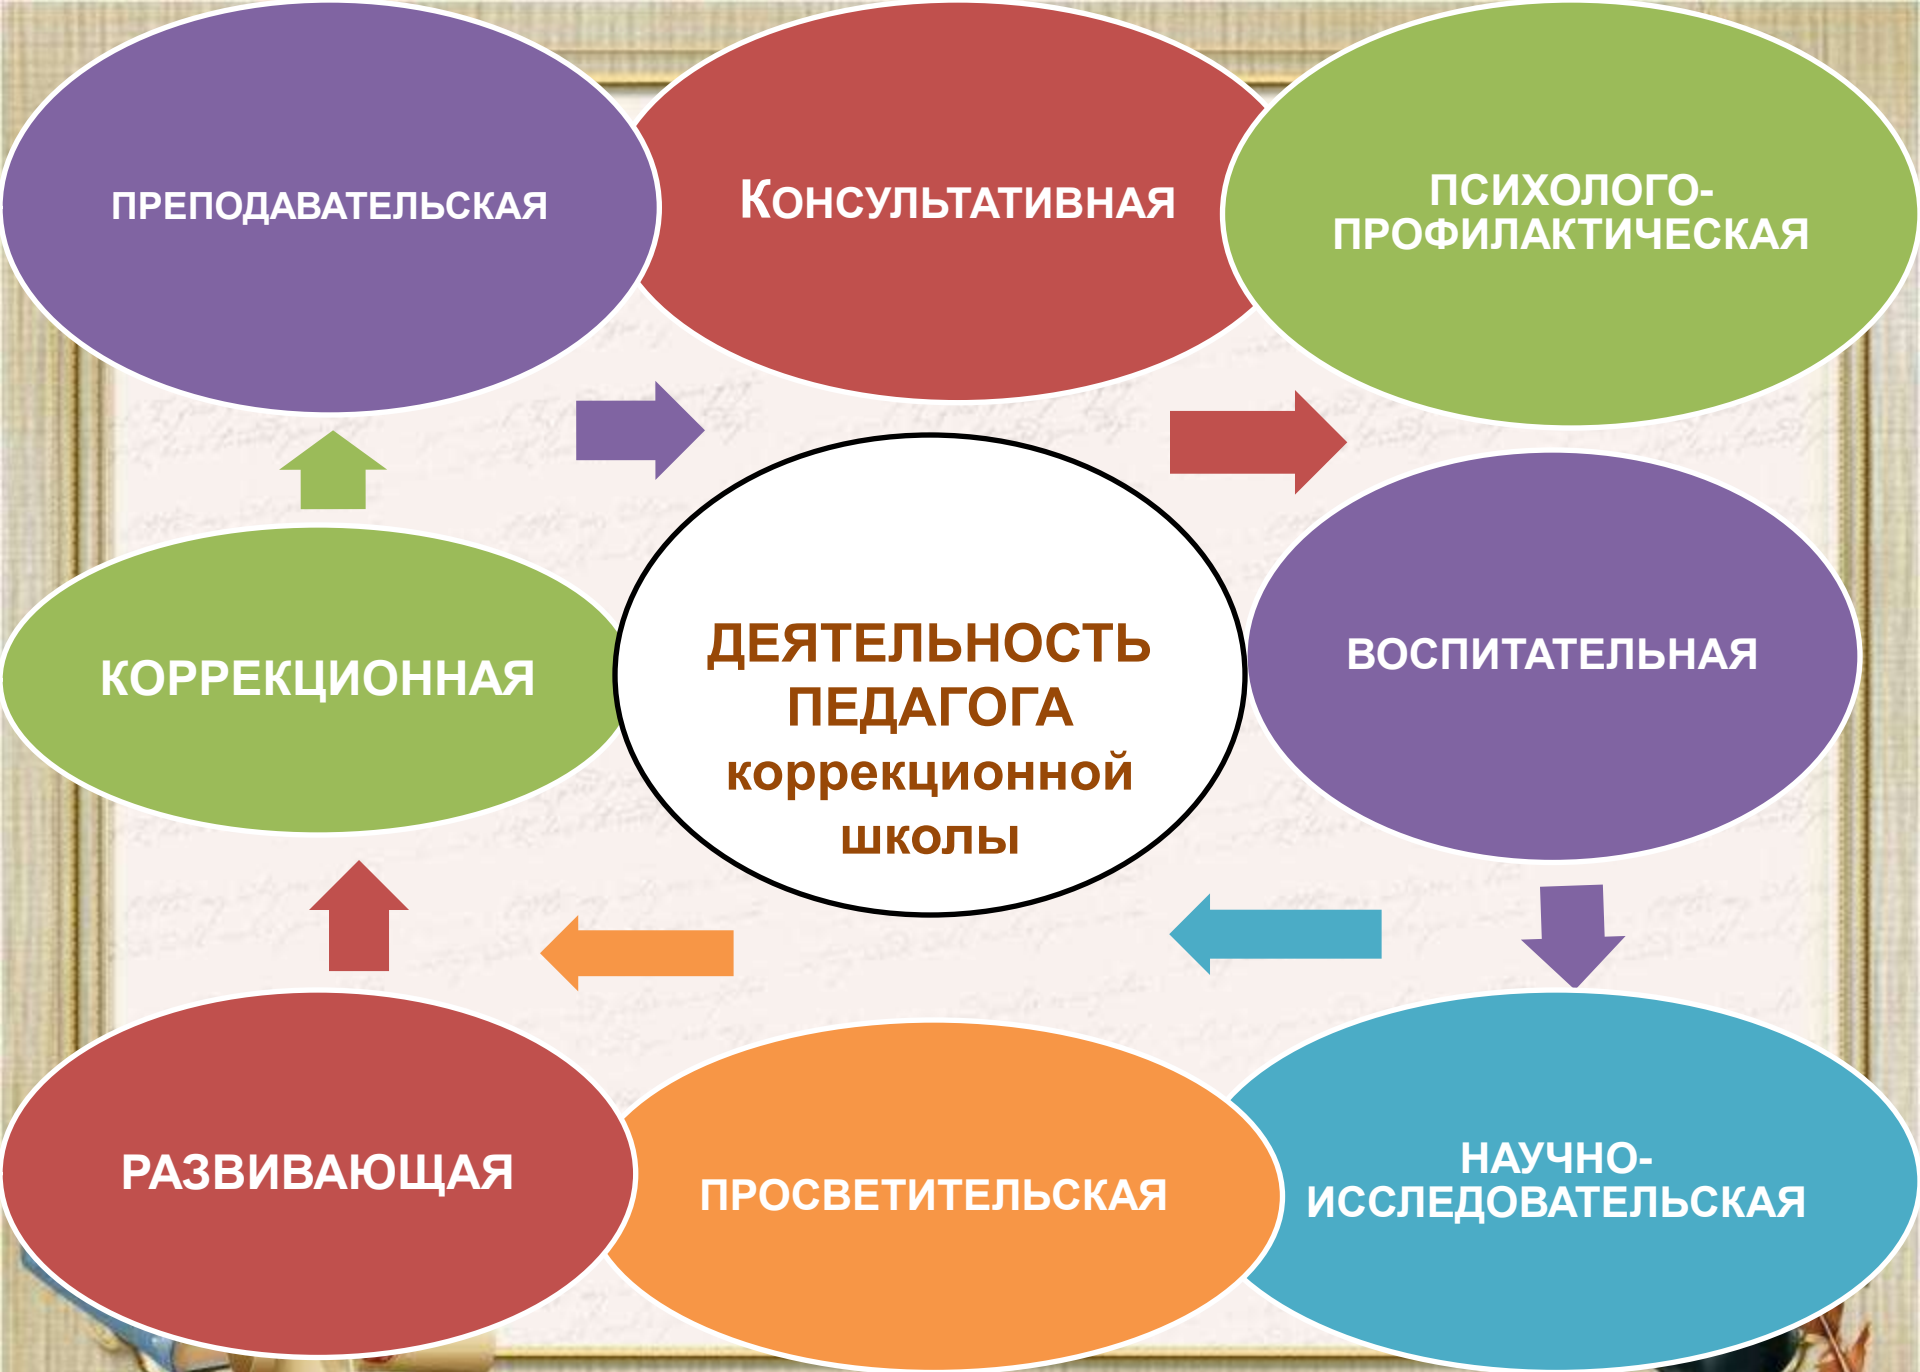 ПРЕПОДАВАТЕЛЬСКАЯ
КОНСУЛЬТАТИВНАЯ
ПСИХОЛОГО-
ПРОФИЛАКТИЧЕСКАЯ
КОРРЕКЦИОННАЯ
ДЕЯТЕЛЬНОСТЬ
ПЕДАГОГА
коррекционной
школы
ВОСПИТАТЕЛЬНАЯ
РАЗВИВАЮЩАЯ
ПРОСВЕТИТЕЛЬСКАЯ
НАУЧНО-
ИССЛЕДОВАТЕЛЬСКАЯ